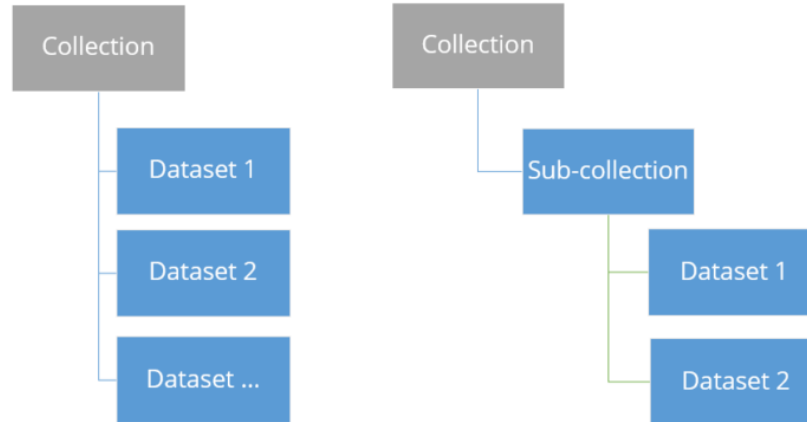 Collection
Dataset 1
Dataset 2
Dataset ...
Collection
Sub-collection
Dataset 1
Dataset 2